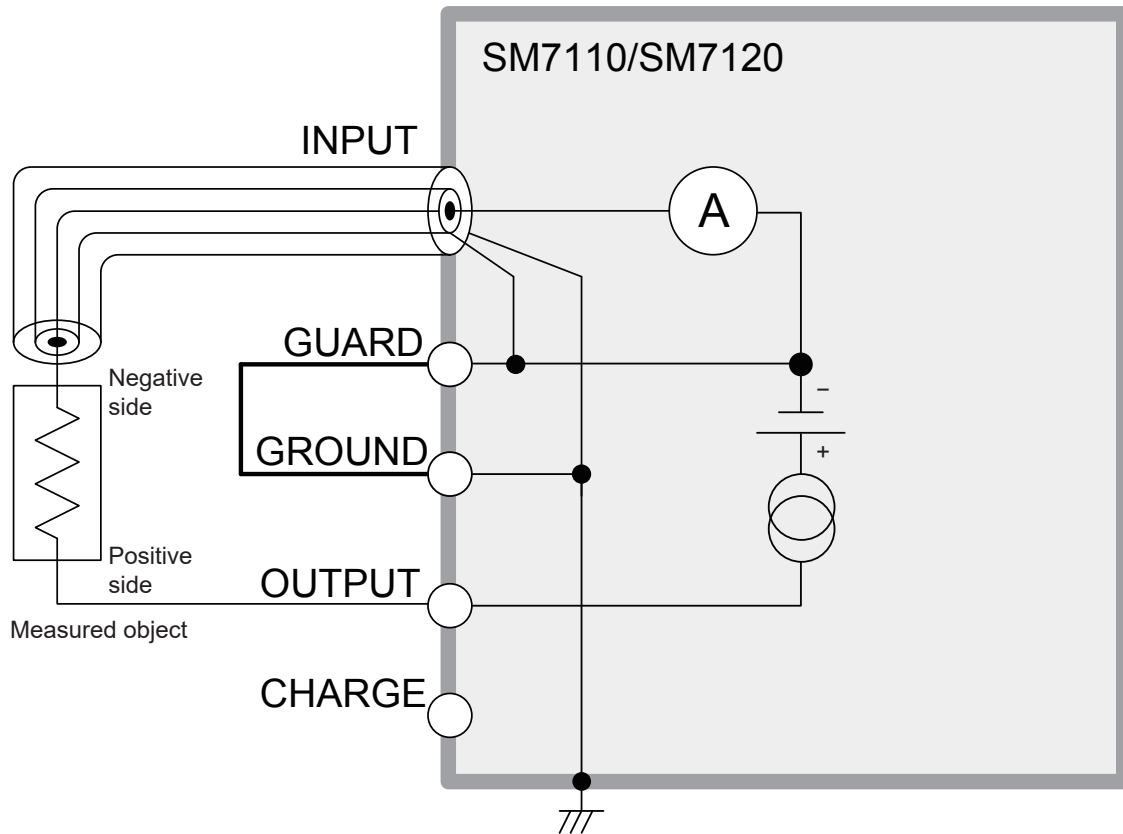 SM7110/SM7120
INPUT
A
GUARD
Negative
side
−
GROUND
+
Positive
side
OUTPUT
Measured object
CHARGE